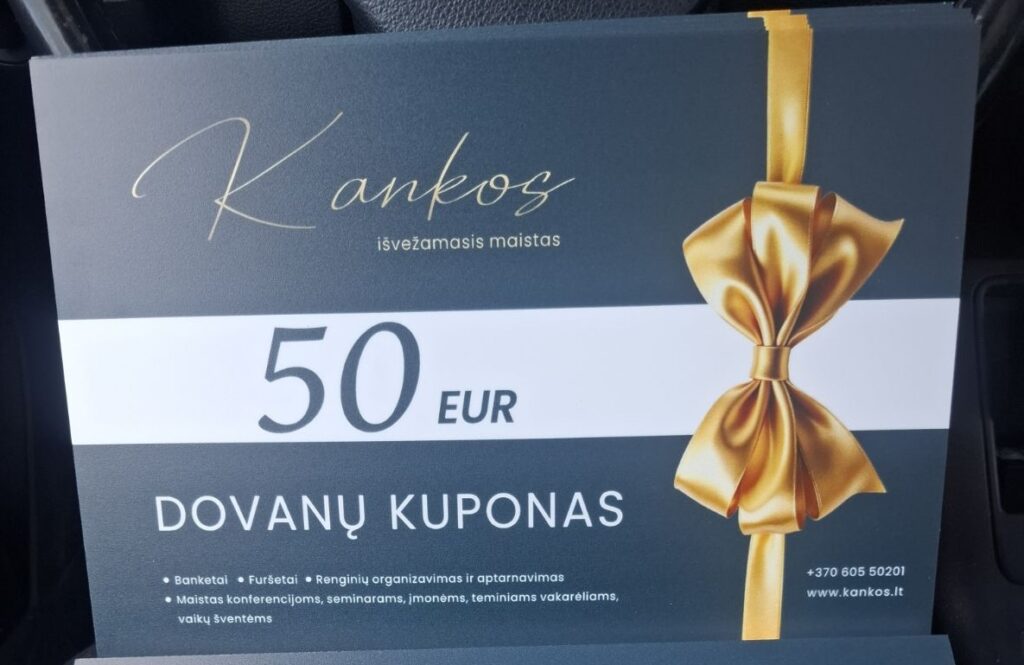 Kankos
išvežamasis maistas
50 EUR
DOVANŲ KUPONAS
• Banketai • Furšetai • Renginių organizavimas ir aptarnavimas
• Maistas konferencijoms, seminarams, įmonėms, teminiams vakarėliams,
vaikų šventėms
+370 605 50201
www.kankos.lt